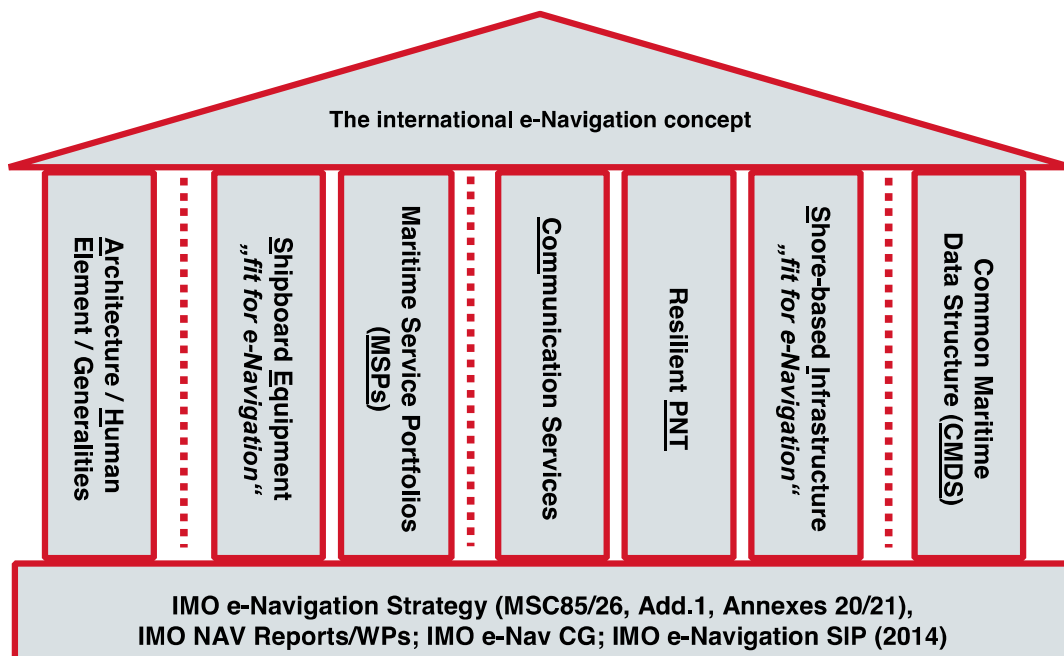 The international e-Navigation concept
Architecture / Human
Element / Generalities
Shipboard Equipment
„fit for e-Navigation“
Maritime Service Portfolios
(MSPs)
Communication Services
Resilient PNT
Shore-based Infrastructure
„fit for e-Navigation“
Common Maritime
Data Structure (CMDS)
IMO e-Navigation Strategy (MSC85/26, Add.1, Annexes 20/21),
IMO NAV Reports/WPs; IMO e-Nav CG; IMO e-Navigation SIP (2014)